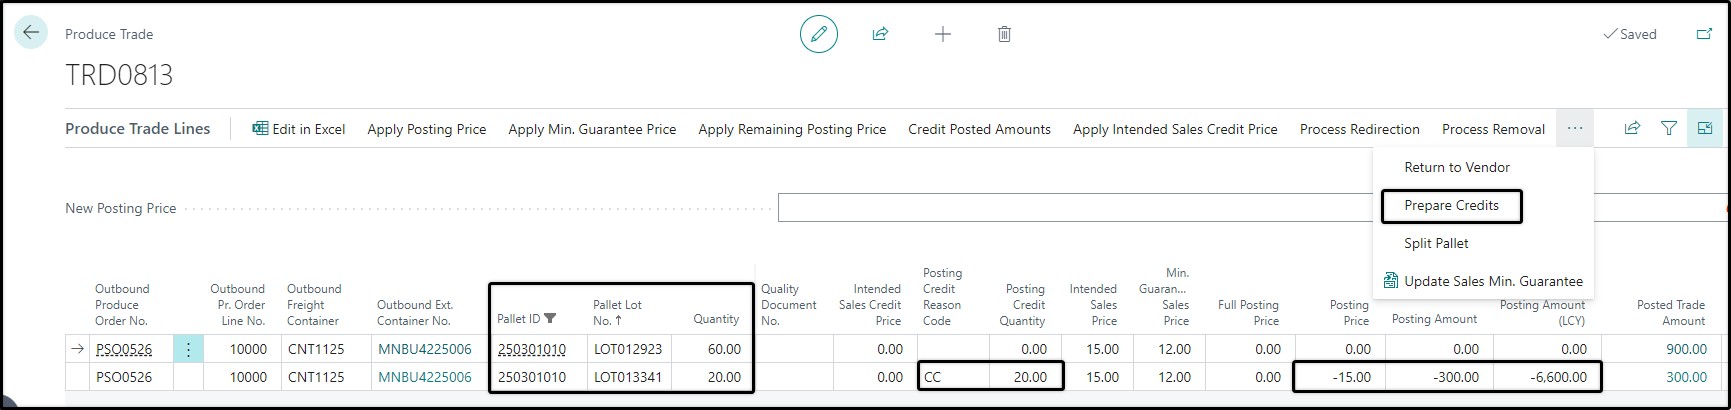 Produce Trade
Saved
TRD0813
Produce Trade Lines Edit in Excel Apply Posting Price Apply Min. Guarantee Price Apply Remaining Posting Price Credit Posted Amounts Apply Intended Sales Credit Price Process Redirection Process Removal ...
Return to Vendor
Prepare Credits
Split Pallet
Update Sales Min. Guarantee
New Posting Price
Outbound Produce Order No. Outbound Pr. Order Line No. Outbound Freight Container Outbound Ext. Container No. Pallet ID Pallet Lot No. ↑ Quantity Quality Document No. Intended Sales Credit Price Posting Credit Reason Code Posting Credit Quantity Intended Sales Price Min. Guaran... Sales Price Full Posting Price Posting Price Posting Amount Posting Amount (LCY) Posted Trade Amount
→ PSO0526 10000 CNT1125 MNBU4225006 250301010 LOT012923 60.00 0.00 0.00 15.00 12.00 0.00 0.00 0.00 0.00 900.00
PSO0526 10000 CNT1125 MNBU4225006 250301010 LOT013341 20.00 0.00 CC 20.00 15.00 12.00 0.00 -15.00 -300.00 -6,600.00 300.00